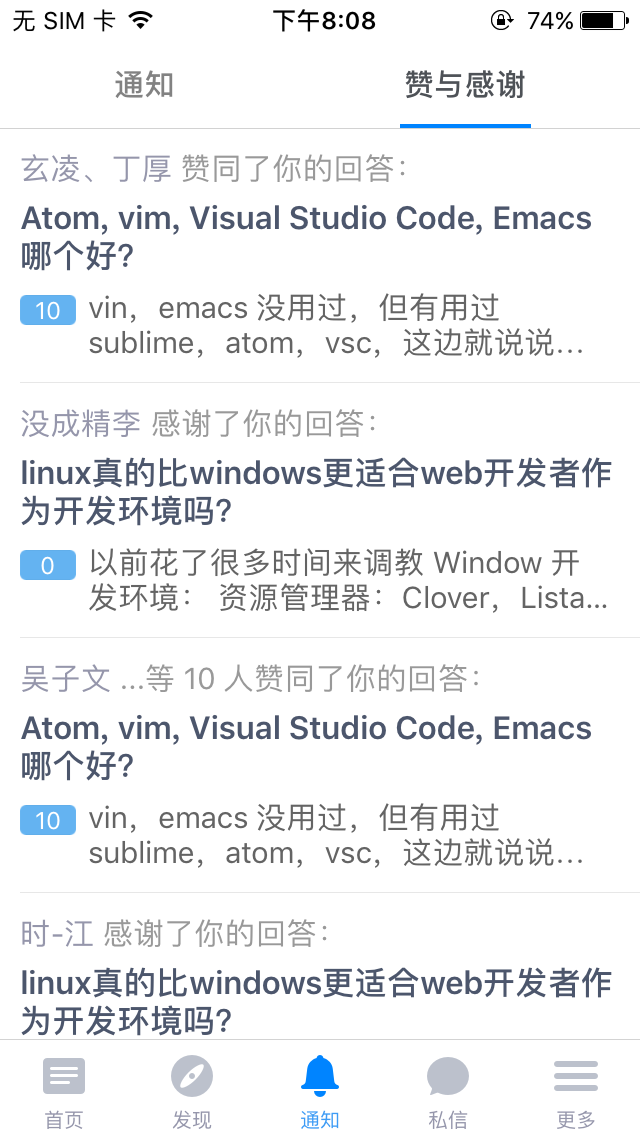 无 SIM 卡 下午8:08 74%
通知 赞与感谢
玄凌、丁厚 赞同了你的回答：
Atom, vim, Visual Studio Code, Emacs
哪个好？
10 vin，emacs 没用过，但有用过
sublime，atom，vsc，这边就说说…
没成精李 感谢了你的回答：
linux真的比windows更适合web开发者作
为开发环境吗？
0 以前花了很多时间来调教 Window 开
发环境： 资源管理器：Clover，Lista…
吴子文 …等 10 人赞同了你的回答：
Atom, vim, Visual Studio Code, Emacs
哪个好？
10 vin，emacs 没用过，但有用过
sublime，atom，vsc，这边就说说…
时-江 感谢了你的回答：
linux真的比windows更适合web开发者作
为开发环境吗？
首页 发现 通知 私信 更多